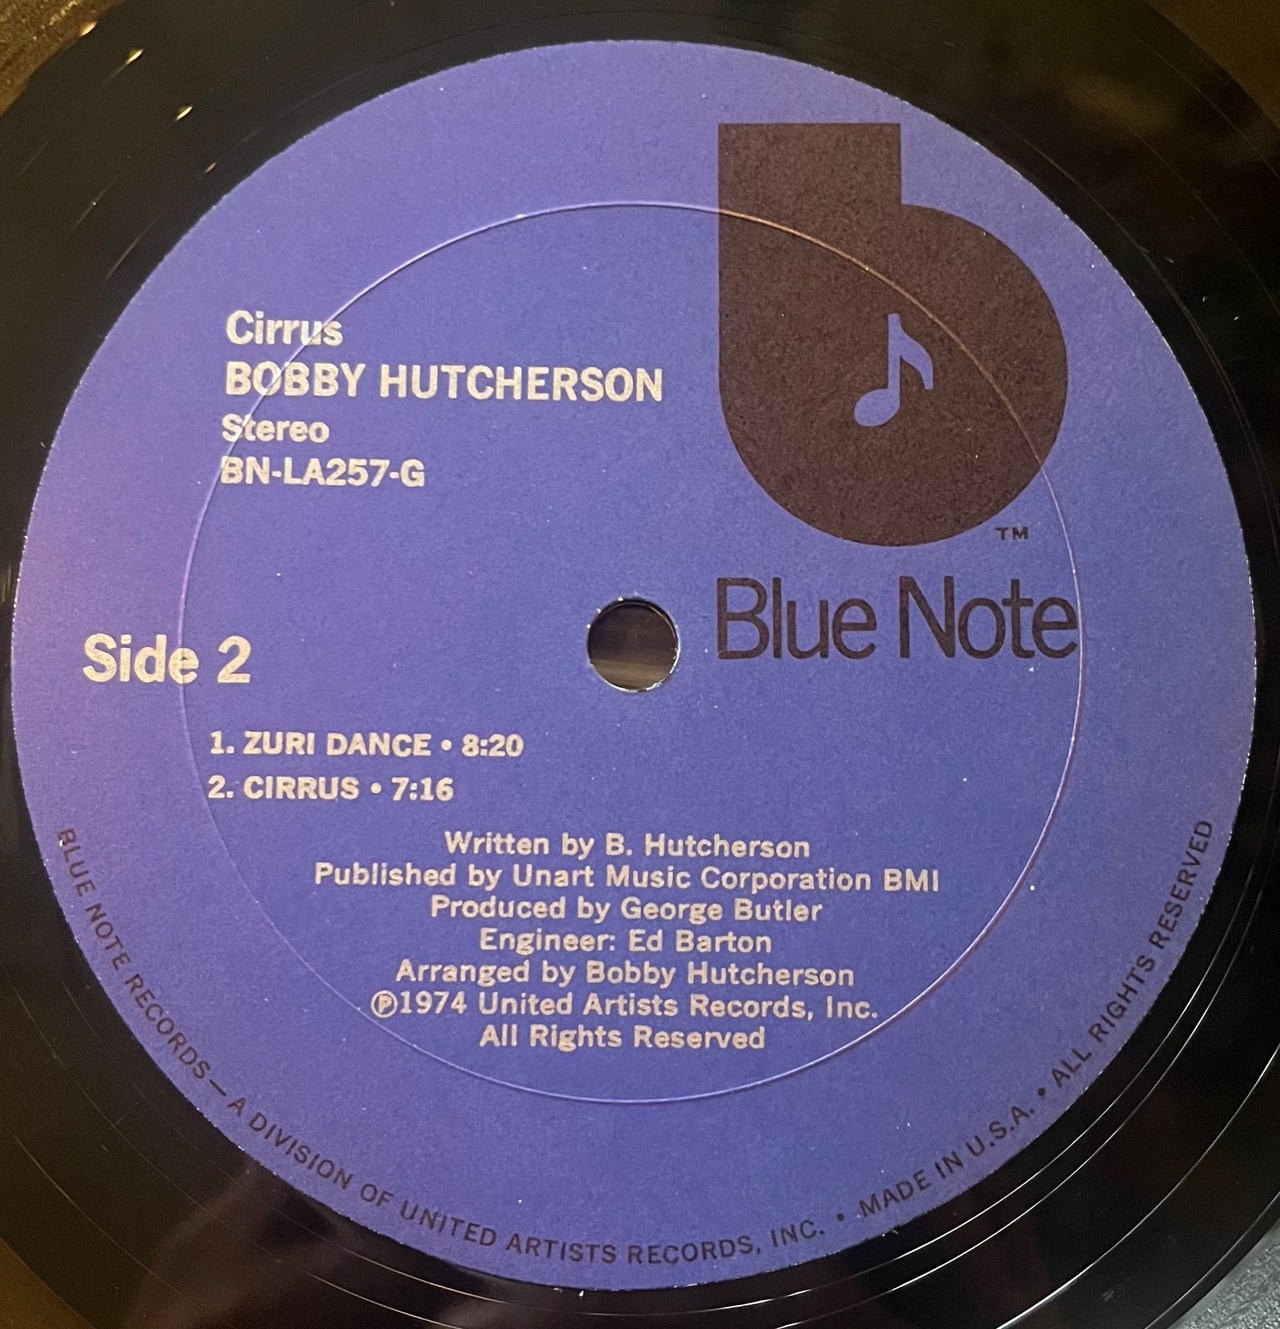 Cirrus
BOBBY HUTCHERSON
Stereo
BN-LA257-G
TM
Blue Note
Side 2
1. ZURI DANCE • 8:20
2. CIRRUS • 7:16
Written by B. Hutcherson
Published by Unart Music Corporation BMI
Produced by George Butler
Engineer: Ed Barton
Arranged by Bobby Hutcherson
℗1974 United Artists Records, Inc.
All Rights Reserved
BLUE NOTE RECORDS — A DIVISION OF UNITED ARTISTS RECORDS, INC. • MADE IN U.S.A. • ALL RIGHTS RESERVED